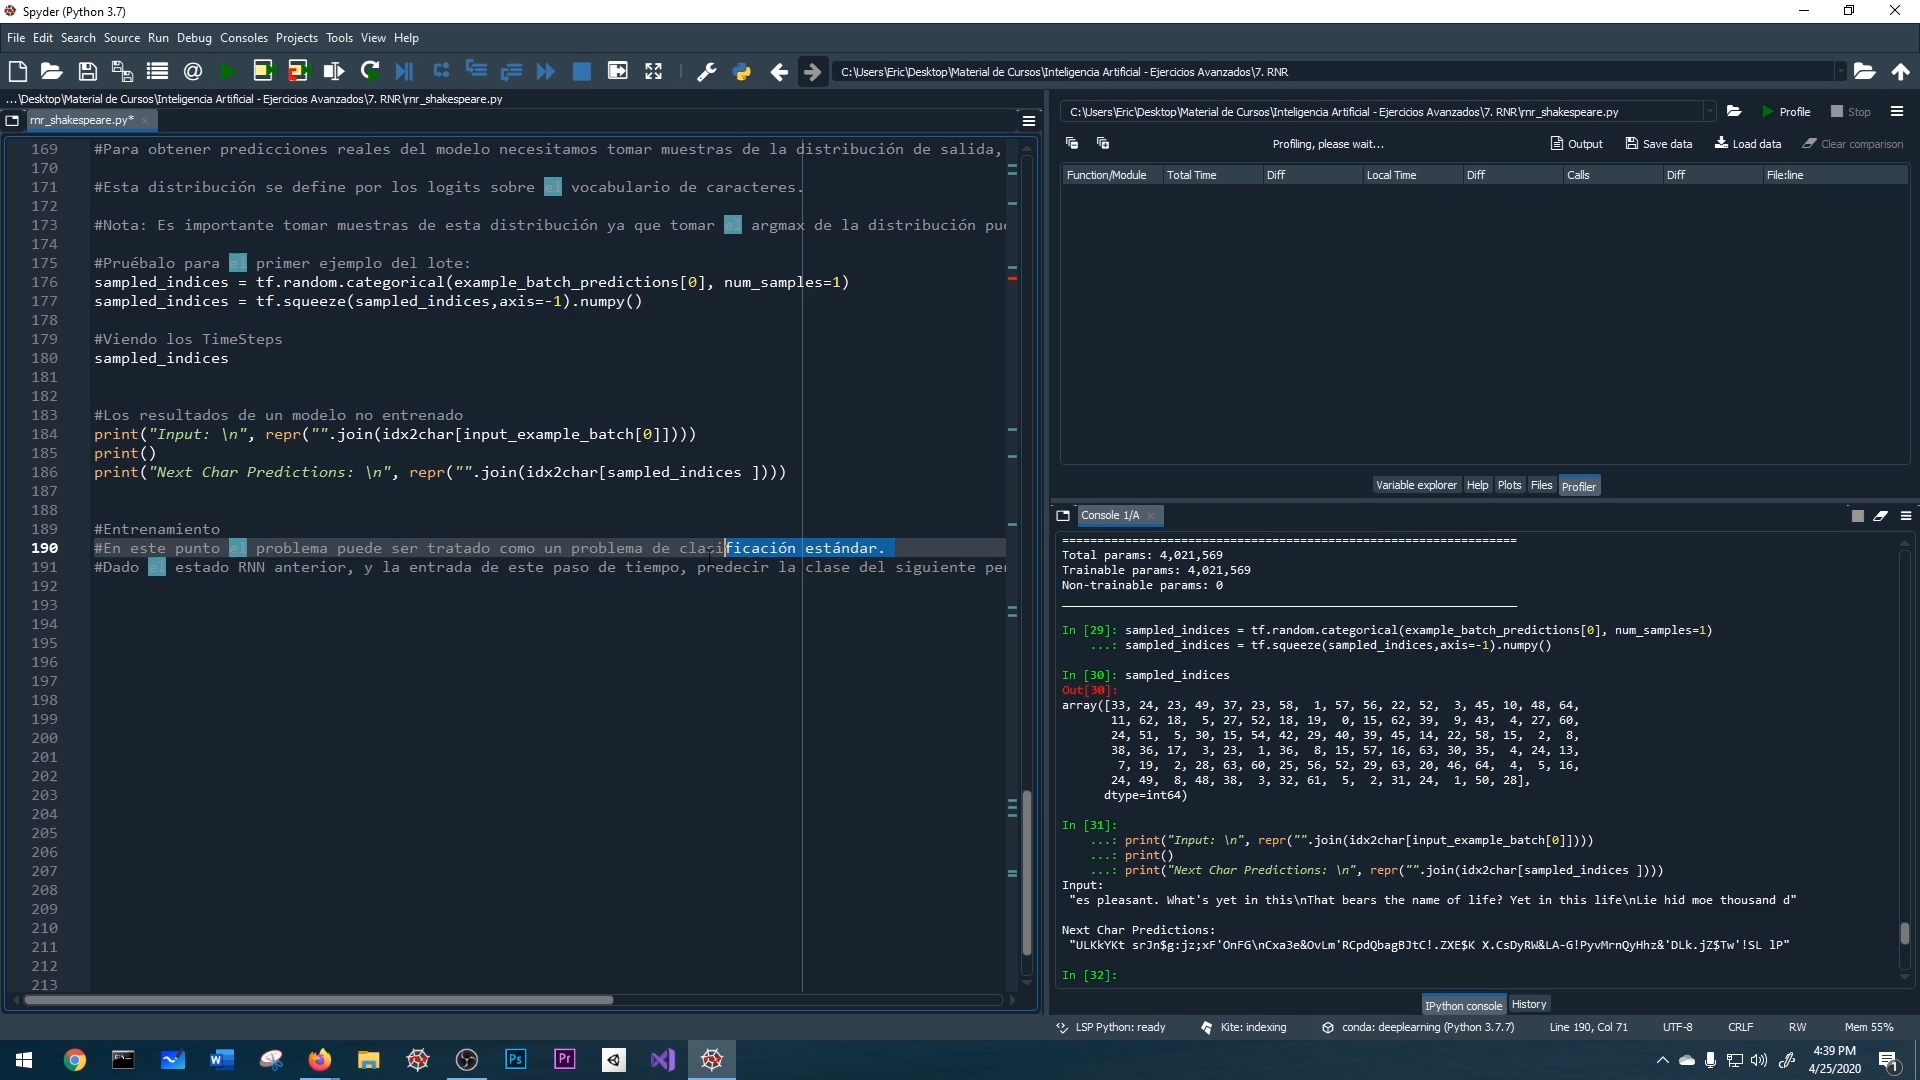 Spyder (Python 3.7)
File Edit Search Source Run Debug Consoles Projects Tools View Help
C:\Users\Eric\Desktop\Material de Cursos\Inteligencia Artificial - Ejercicios Avanzados\7. RNR
...\Desktop\Material de Cursos\Inteligencia Artificial - Ejercicios Avanzados\7. RNR\rnr_shakespeare.py
rnr_shakespeare.py*
169 #Para obtener predicciones reales del modelo necesitamos tomar muestras de la distribución de salida,
170
171 #Esta distribución se define por los logits sobre el vocabulario de caracteres.
172
173 #Nota: Es importante tomar muestras de esta distribución ya que tomar el argmax de la distribución pue
174
175 #Pruébalo para el primer ejemplo del lote:
176 sampled_indices = tf.random.categorical(example_batch_predictions[0], num_samples=1)
177 sampled_indices = tf.squeeze(sampled_indices,axis=-1).numpy()
178
179 #Viendo los TimeSteps
180 sampled_indices
181
182
183 #Los resultados de un modelo no entrenado
184 print("Input: \n", repr("".join(idx2char[input_example_batch[0]])))
185 print()
186 print("Next Char Predictions: \n", repr("".join(idx2char[sampled_indices ])))
187
188
189 #Entrenamiento
190 #En este punto el problema puede ser tratado como un problema de clasificación estándar.
191 #Dado el estado RNN anterior, y la entrada de este paso de tiempo, predecir la clase del siguiente per
192
193
194
195
196
197
198
199
200
201
202
203
204
205
206
207
208
209
210
211
212
213
C:\Users\Eric\Desktop\Material de Cursos\Inteligencia Artificial - Ejercicios Avanzados\7. RNR\rnr_shakespeare.py Profile Stop
Profiling, please wait... Output Save data Load data Clear comparison
Function/Module Total Time Diff Local Time Diff Calls Diff File:line
Variable explorer Help Plots Files Profiler
Console 1/A
=================================================================
Total params: 4,021,569
Trainable params: 4,021,569
Non-trainable params: 0
_________________________________________________________________
In [29]: sampled_indices = tf.random.categorical(example_batch_predictions[0], num_samples=1)
...: sampled_indices = tf.squeeze(sampled_indices,axis=-1).numpy()
In [30]: sampled_indices
Out[30]:
array([33, 24, 23, 49, 37, 23, 58, 1, 57, 56, 22, 52, 3, 45, 10, 48, 64,
11, 62, 18, 5, 27, 52, 18, 19, 0, 15, 62, 39, 9, 43, 4, 27, 60,
24, 51, 5, 30, 15, 54, 42, 29, 40, 39, 45, 14, 22, 58, 15, 2, 8,
38, 36, 17, 3, 23, 1, 36, 8, 15, 57, 16, 63, 30, 35, 4, 24, 13,
7, 19, 2, 28, 63, 60, 25, 56, 52, 29, 63, 20, 46, 64, 4, 5, 16,
24, 49, 8, 48, 38, 3, 32, 61, 5, 2, 31, 24, 1, 50, 28],
dtype=int64)
In [31]:
...: print("Input: \n", repr("".join(idx2char[input_example_batch[0]])))
...: print()
...: print("Next Char Predictions: \n", repr("".join(idx2char[sampled_indices ])))
Input:
"es pleasant. What's yet in this\nThat bears the name of life? Yet in this life\nLie hid moe thousand d"
Next Char Predictions:
"ULKkYKt srJn$g:jz;xF'OnFG\nCxa3e&OvLm'RCpdQbagBJtC!.ZXE$K X.CsDyRW&LA-G!PyvMrnQyHhz&'DLk.jZ$Tw'!SL lP"
In [32]:
IPython console History
LSP Python: ready Kite: indexing conda: deeplearning (Python 3.7.7) Line 190, Col 71 UTF-8 CRLF RW Mem 55%
Ps Pr
4:39 PM
4/25/2020
1